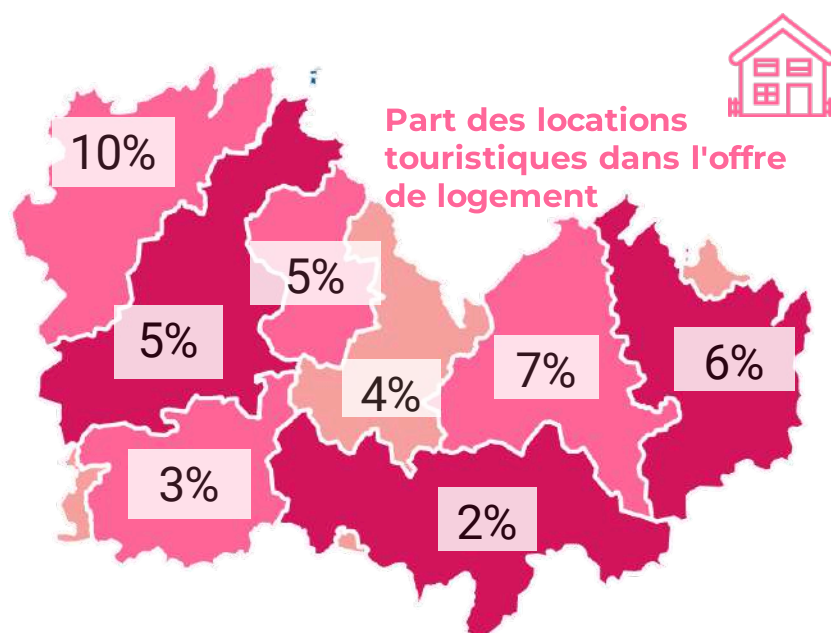 Part des locations
touristiques dans l'offre
de logement
10%
5%
5%
4%
7%
6%
3%
2%